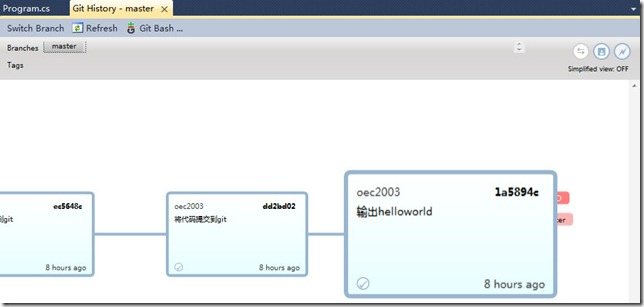 Program.cs
Git History - master
Switch Branch
Refresh
Git Bash ...
Branches
master
Tags
Simplified view: OFF
ec5648c
8 hours ago
oec2003
dd2bd02
将代码提交到git
8 hours ago
oec2003
1a5894c
输出helloworld
8 hours ago